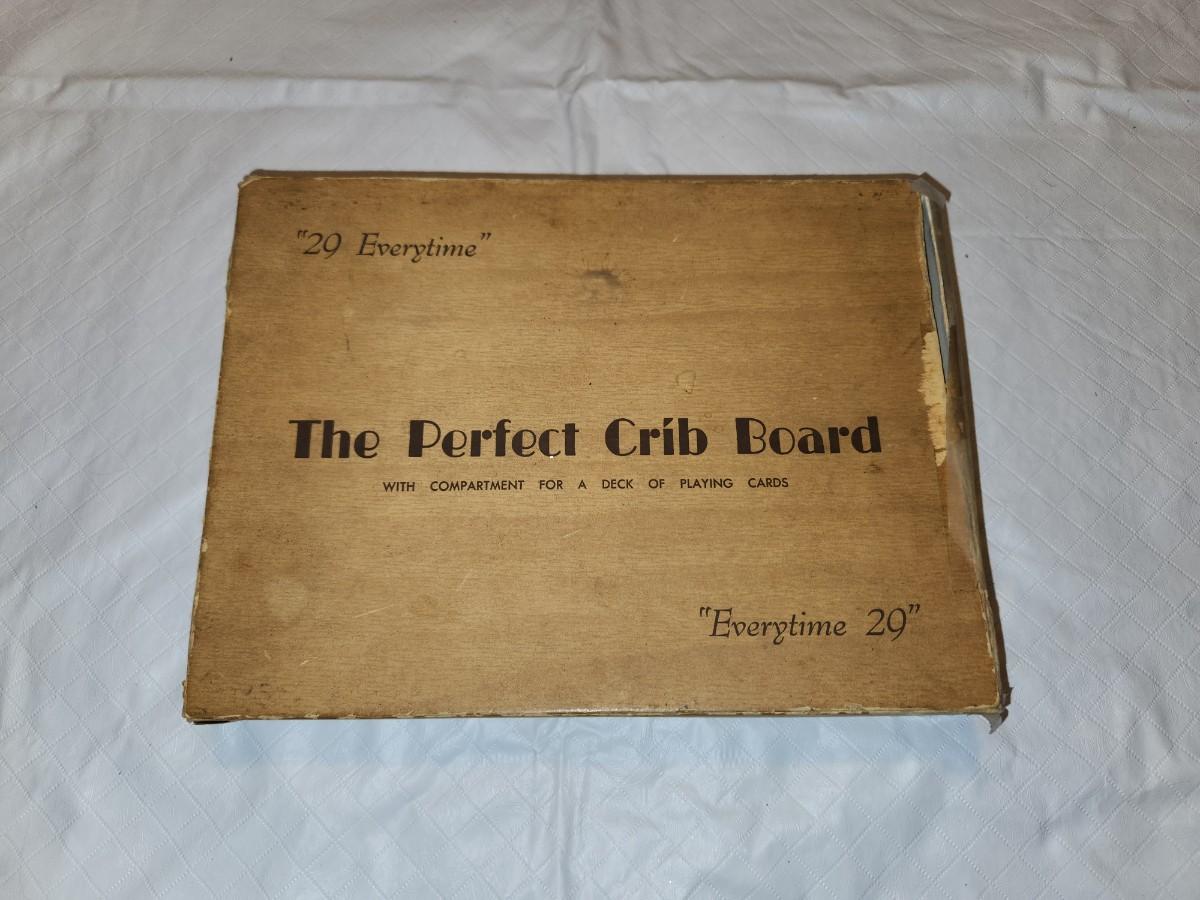 "29 Everytime"
The Perfect Crib Board
WITH COMPARTMENT FOR A DECK OF PLAYING CARDS
"Everytime 29"